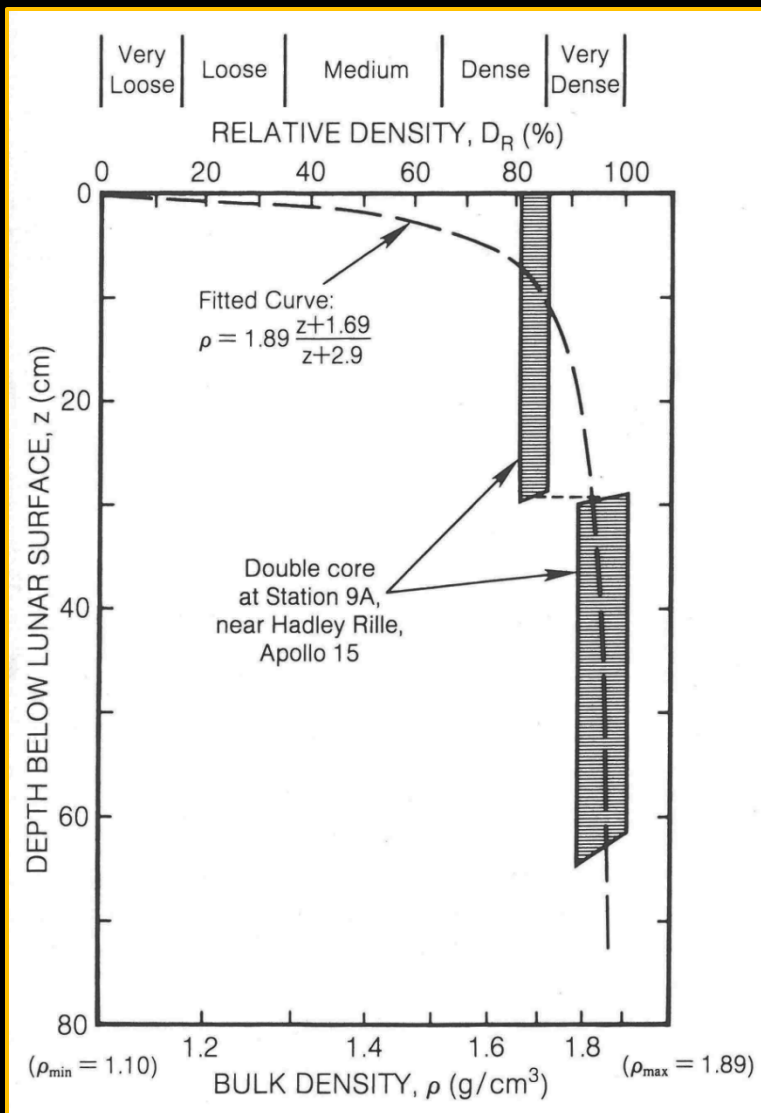 Very Loose
Loose
Medium
Dense
Very Dense
RELATIVE DENSITY, D_R (%)
0 20 40 60 80 100
0
20
40
60
80
DEPTH BELOW LUNAR SURFACE, z (cm)
Fitted Curve:
ρ = 1.89 z+1.69 / z+2.9
Double core
at Station 9A,
near Hadley Rille,
Apollo 15
1.2 1.4 1.6 1.8
(ρmin = 1.10)
(ρmax = 1.89)
BULK DENSITY, ρ (g/cm³)